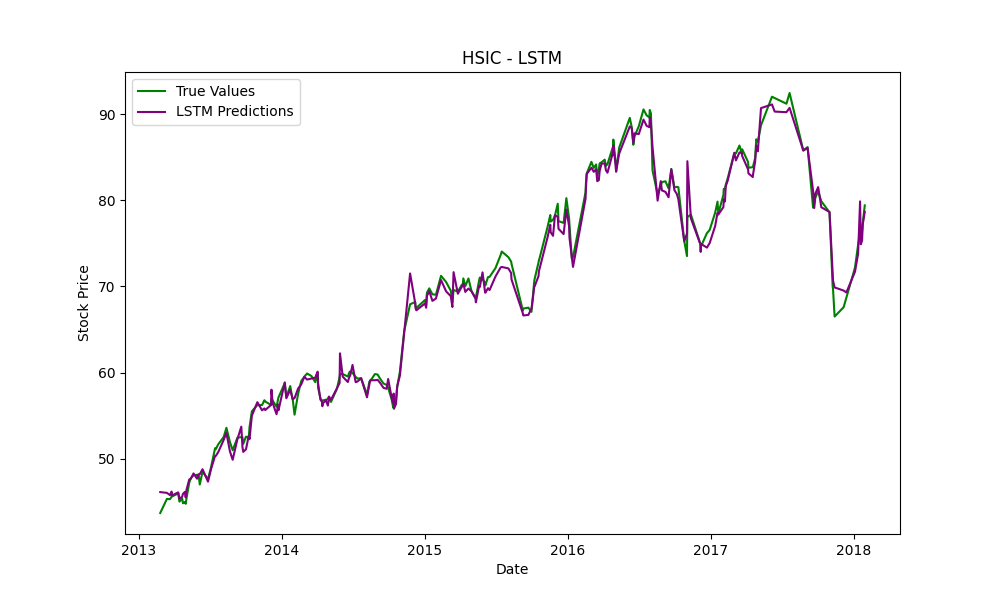 HSIC - LSTM
True Values
LSTM Predictions
90
80
70
60
50
Stock Price
2013 2014 2015 2016 2017 2018
Date